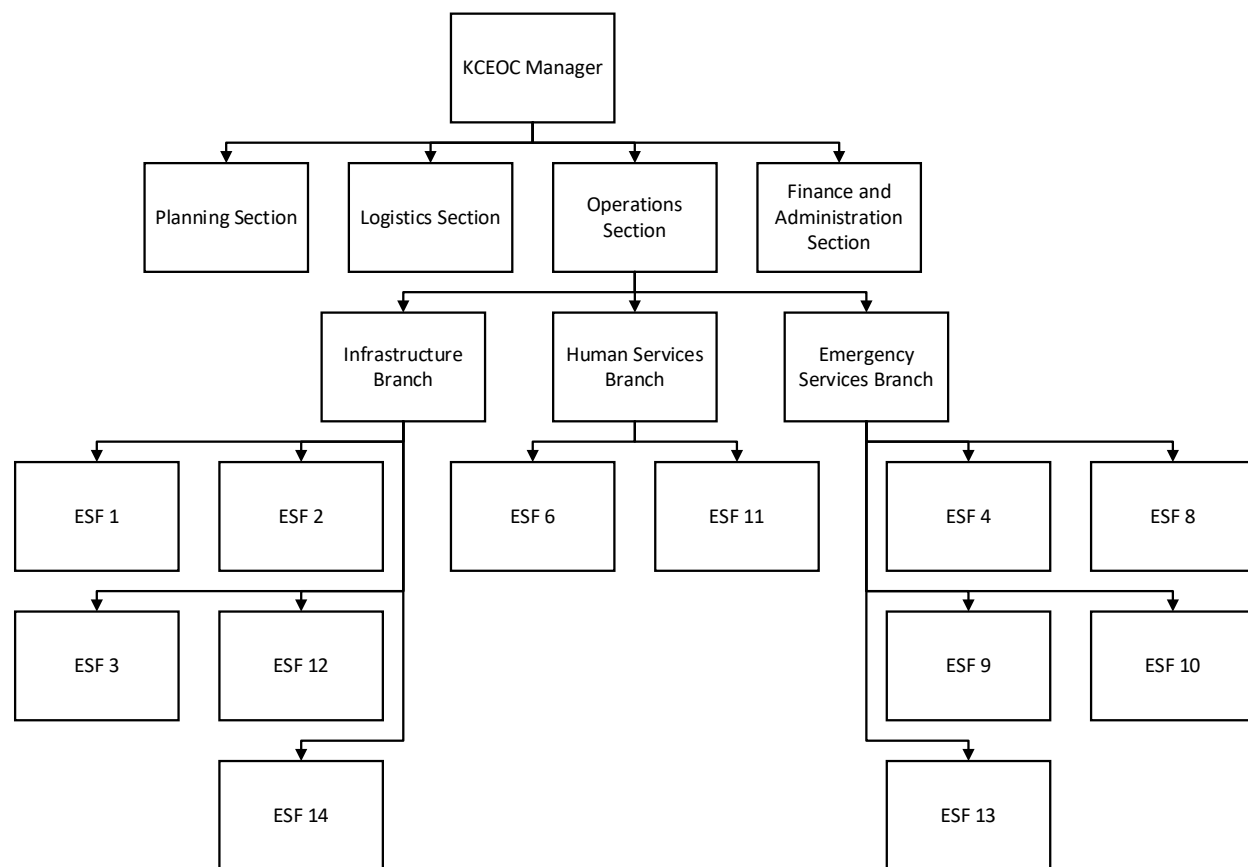 KCEOC Manager
Planning Section
Logistics Section
Operations
Section
Finance and
Administration
Section
Infrastructure
Branch
Human Services
Branch
Emergency
Services Branch
ESF 1
ESF 2
ESF 6
ESF 11
ESF 4
ESF 8
ESF 3
ESF 12
ESF 9
ESF 10
ESF 14
ESF 13